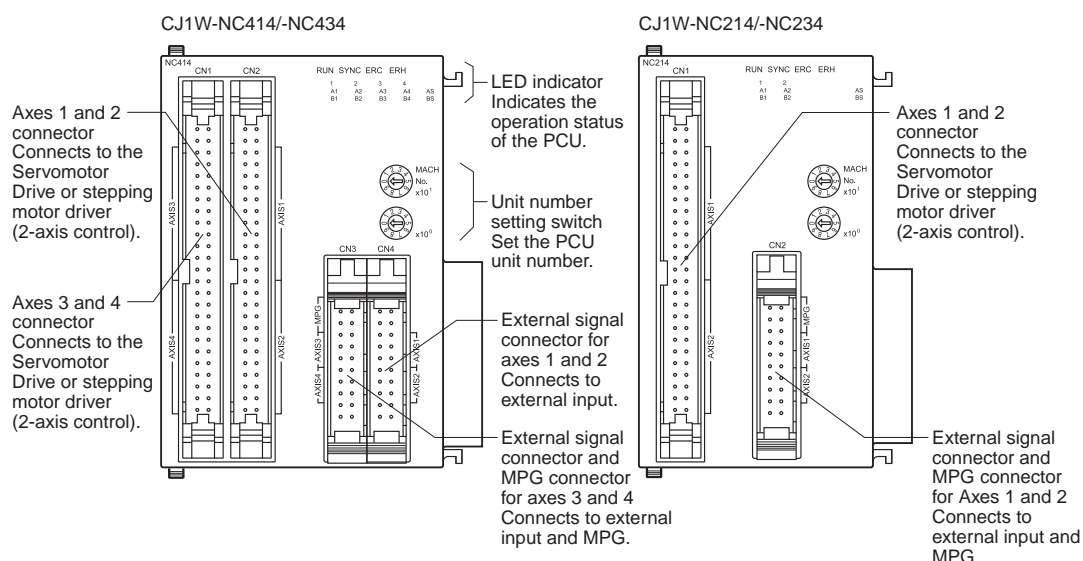 CJ1W-NC414/-NC434
CJ1W-NC214/-NC234
NC414
CN1
CN2
RUN SYNC ERC ERH
1 2 3 4
A1 A2 A3 A4 AS
B1 B2 B3 B4 BS
MACH
No.
x10¹
x10⁰
CN3
CN4
AXIS3
AXIS4
AXIS1
AXIS2
MPG
AXIS3
AXIS4
AXIS1
AXIS2
Axes 1 and 2
connector
Connects to the
Servomotor
Drive or stepping
motor driver
(2-axis control).
Axes 3 and 4
connector
Connects to the
Servomotor
Drive or stepping
motor driver
(2-axis control).
LED indicator
Indicates the
operation status
of the PCU.
Unit number
setting switch
Set the PCU
unit number.
External signal
connector for
axes 1 and 2
Connects to
external input.
External signal
connector and
MPG connector
for axes 3 and 4
Connects to external
input and MPG.
NC214
CN1
RUN SYNC ERC ERH
1 2
A1 A2 AS
B1 B2 BS
MACH
No.
x10¹
x10⁰
CN2
AXIS1
AXIS2
MPG
AXIS1
AXIS2
Axes 1 and 2
connector
Connects to the
Servomotor
Drive or stepping
motor driver
(2-axis control).
External signal
connector and
MPG connector
for Axes 1 and 2
Connects to
external input and
MPG